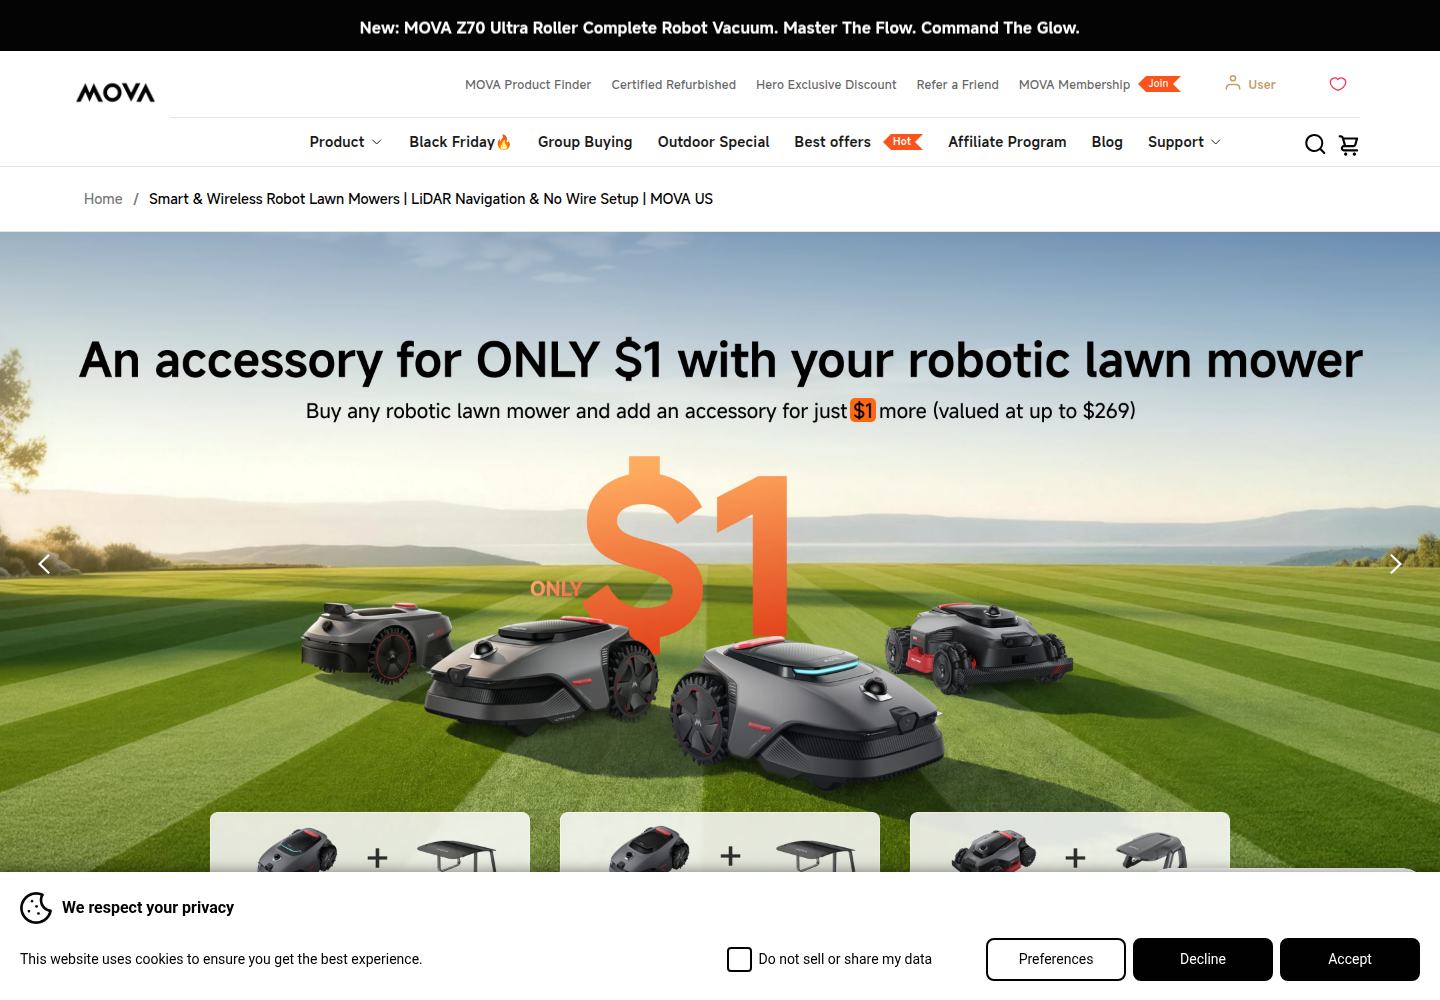 New: MOVA Z70 Ultra Roller Complete Robot Vacuum. Master The Flow. Command The Glow.
MOVA
MOVA Product Finder
Certified Refurbished
Hero Exclusive Discount
Refer a Friend
MOVA Membership
Join
User
Product
Black Friday🔥
Group Buying
Outdoor Special
Best offers
Hot
Affiliate Program
Blog
Support
Home / Smart & Wireless Robot Lawn Mowers | LiDAR Navigation & No Wire Setup | MOVA US
An accessory for ONLY $1 with your robotic lawn mower
Buy any robotic lawn mower and add an accessory for just $1 more (valued at up to $269)
ONLY $1
+
+
+
We respect your privacy
This website uses cookies to ensure you get the best experience.
Do not sell or share my data
Preferences
Decline
Accept